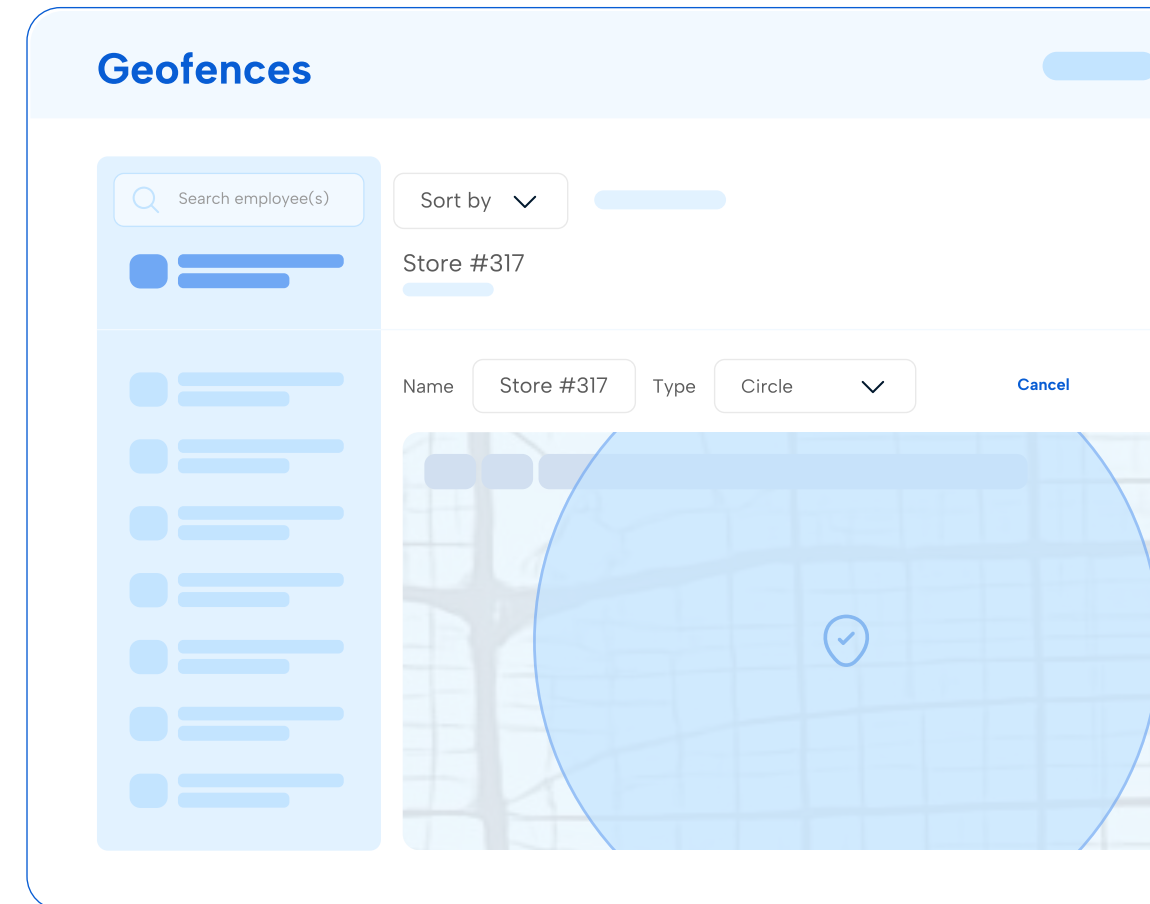 Geofences
Search employee(s)
Sort by
Store #317
Name
Store #317
Type
Circle
Cancel